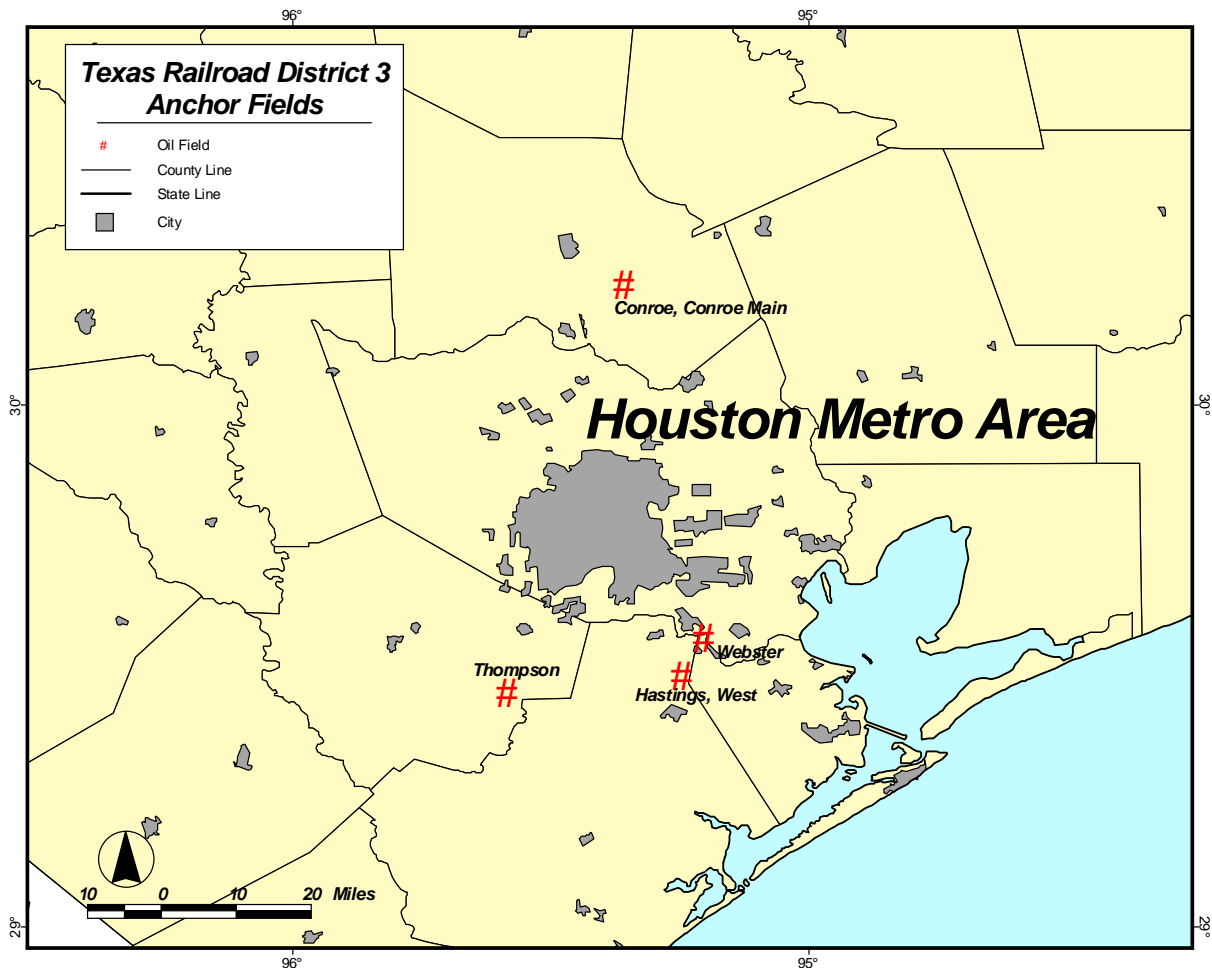 96°
95°
Texas Railroad District 3
Anchor Fields
# Oil Field
County Line
State Line
City
#
Conroe, Conroe Main
30°
30°
Houston Metro Area
#
Webster
Thompson
#
#
Hastings, West
10 0 10 20 Miles
29°
29°
96°
95°